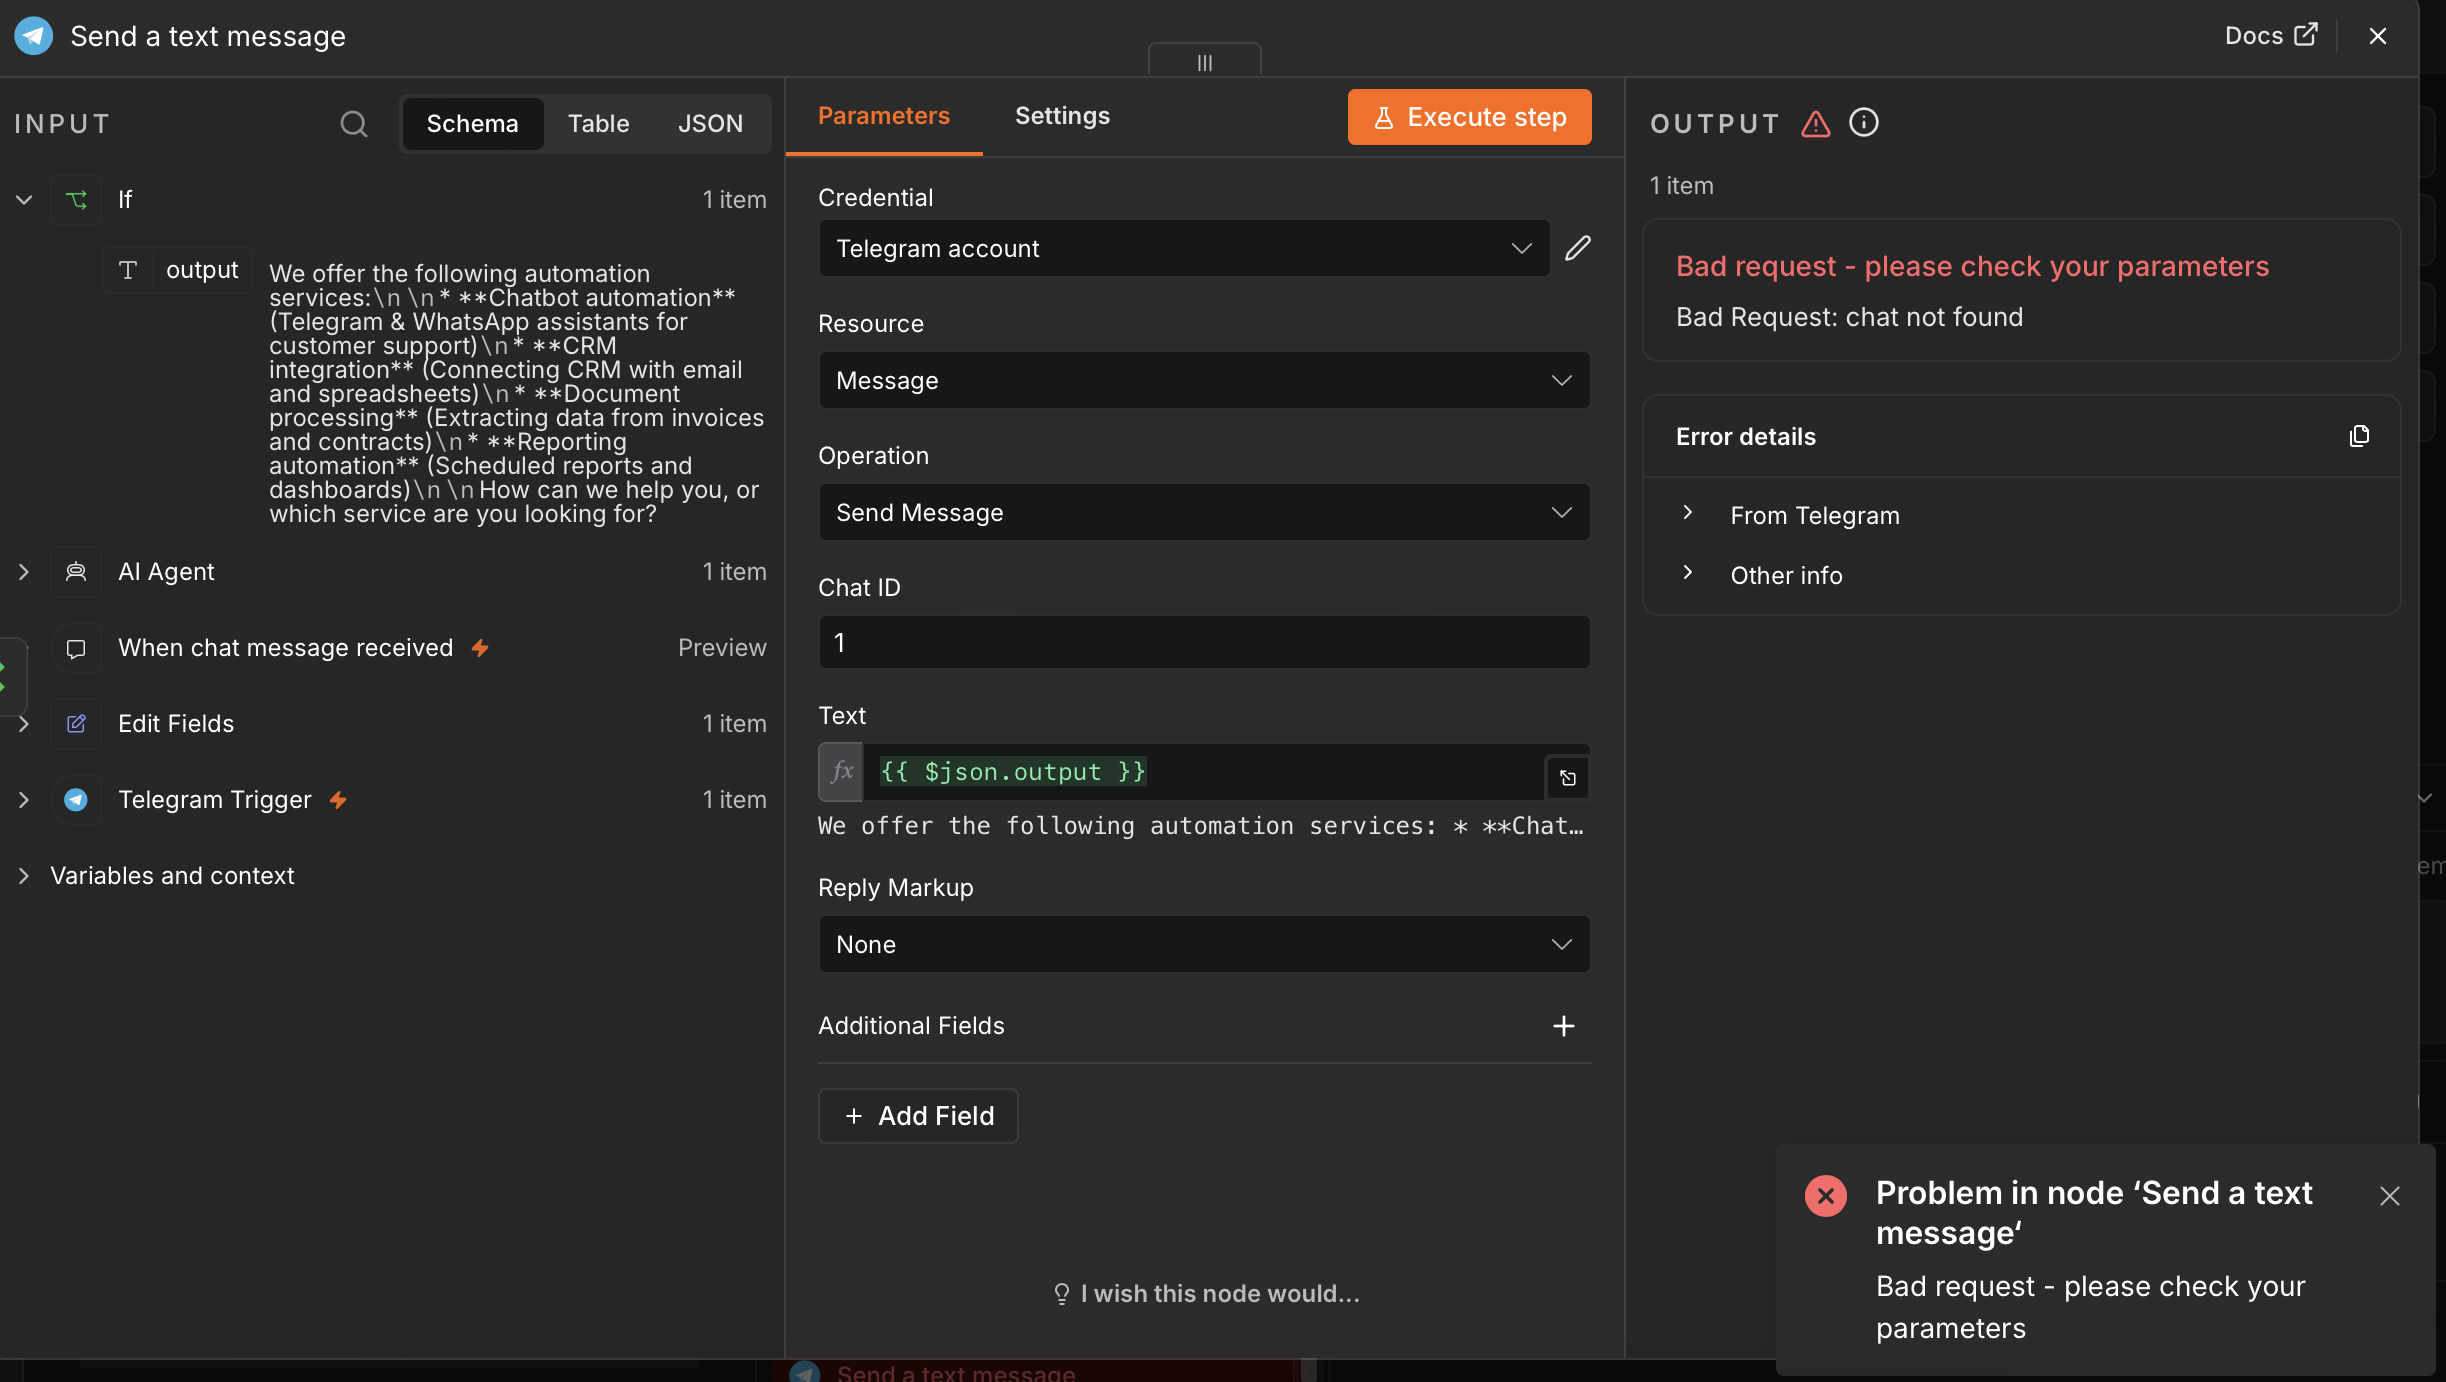 Send a text message
Docs
INPUT
Schema
Table
JSON
If
1 item
output
We offer the following automation
services:\n \n * **Chatbot automation**
(Telegram & WhatsApp assistants for
customer support)\n * **CRM
integration** (Connecting CRM with email
and spreadsheets)\n * **Document
processing** (Extracting data from invoices
and contracts)\n * **Reporting
automation** (Scheduled reports and
dashboards)\n \n How can we help you, or
which service are you looking for?
AI Agent
1 item
When chat message received
Preview
Edit Fields
1 item
Telegram Trigger
1 item
Variables and context
Parameters
Settings
Execute step
Credential
Telegram account
Resource
Message
Operation
Send Message
Chat ID
1
Text
fx
{{ $json.output }}
We offer the following automation services: * **Chat…
Reply Markup
None
Additional Fields
+ Add Field
I wish this node would...
OUTPUT
1 item
Bad request - please check your parameters
Bad Request: chat not found
Error details
From Telegram
Other info
Problem in node ‘Send a text
message‘
Bad request - please check your
parameters
Send a text message